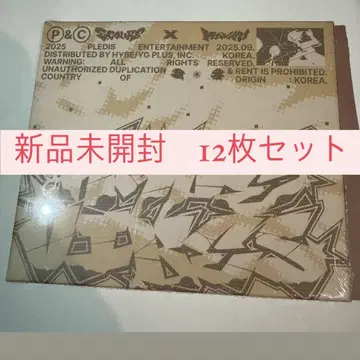 P&C X
2025 PLEDIS ENTERTAINMENT 2025.09.
DISTRIBUTED BY HYBE/YG PLUS, INC. KOREA.
WARNING: ALL RIGHTS RESERVED.
UNAUTHORIZED DUPLICATION & RENT IS PROHIBITED.
COUNTRY OF ORIGIN : KOREA.
新品未開封 12枚セット